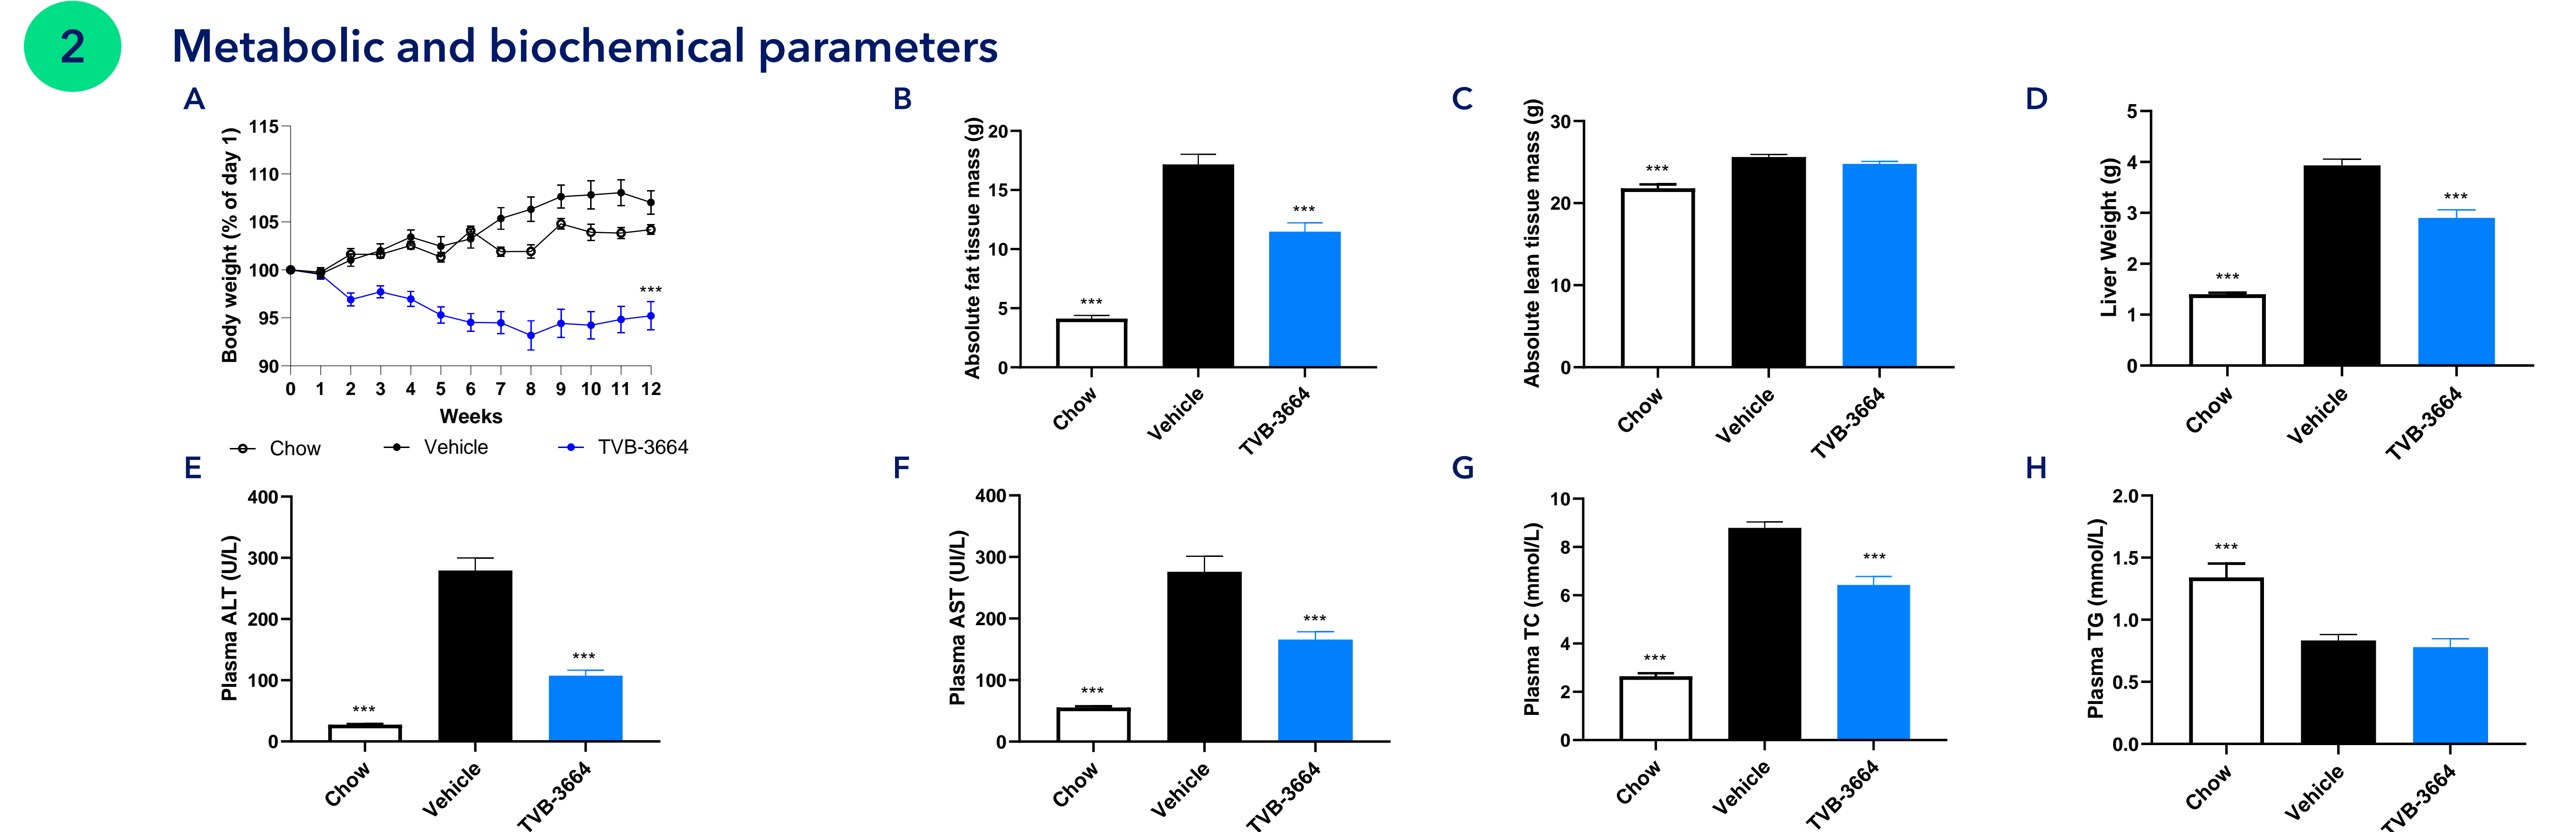 2
Metabolic and biochemical parameters
A
Body weight (% of day 1)
115
110
105
100
95
90
***
0 1 2 3 4 5 6 7 8 9 10 11 12
Weeks
Chow Vehicle TVB-3664
B
Absolute fat tissue mass (g)
20
15
10
5
0
***
***
Chow
Vehicle
TVB-3664
C
Absolute lean tissue mass (g)
30
20
10
0
***
Chow
Vehicle
TVB-3664
D
Liver Weight (g)
5
4
3
2
1
0
***
***
Chow
Vehicle
TVB-3664
E
Plasma ALT (U/L)
400
300
200
100
0
***
***
Chow
Vehicle
TVB-3664
F
Plasma AST (UI/L)
400
300
200
100
0
***
***
Chow
Vehicle
TVB-3664
G
Plasma TC (mmol/L)
10
8
6
4
2
0
***
***
Chow
Vehicle
TVB-3664
H
Plasma TG (mmol/L)
2.0
1.5
1.0
0.5
0.0
***
Chow
Vehicle
TVB-3664